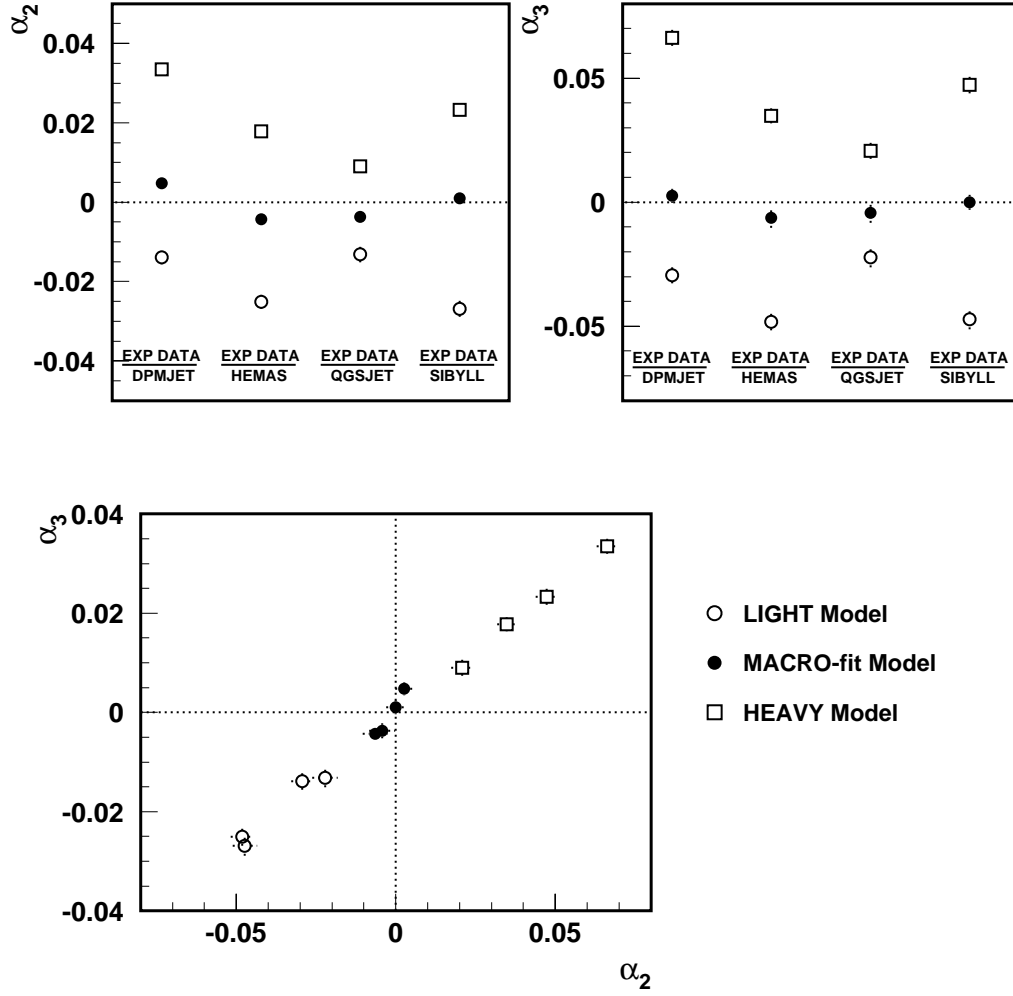 α2
0.04
0.02
0
-0.02
-0.04
EXP DATA
DPMJET
EXP DATA
HEMAS
EXP DATA
QGSJET
EXP DATA
SIBYLL
α3
0.05
0
-0.05
EXP DATA
DPMJET
EXP DATA
HEMAS
EXP DATA
QGSJET
EXP DATA
SIBYLL
α3
0.04
0.02
0
-0.02
-0.04
-0.05
0
0.05
α2
LIGHT Model
MACRO-fit Model
HEAVY Model